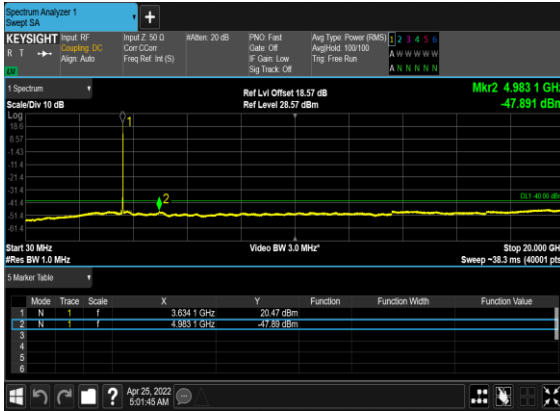 Spectrum Analyzer 1
Swept SA
+
KEYSIGHT Input: RF Input Z: 50 Ω #Atten: 20 dB PNO: Fast Avg Type: Power (RMS) 1 2 3 4 5 6
R T Coupling: DC Corr CCorr Gate: Off Avg|Hold: 100/100 A W W W W W
Align: Auto Freq Ref: Int (S) IF Gain: Low Trig: Free Run
Sig Track: Off A N N N N N
1 Spectrum Ref Lvl Offset 18.57 dB Mkr2 4.983 1 GHz
Scale/Div 10 dB Ref Level 28.57 dBm -47.891 dBm
Log
18.6
8.57
-1.43
-11.4
-21.4
-31.4
-41.4
-51.4
-61.4
1
2
DL1 -40.00 dBm
Start 30 MHz Video BW 3.0 MHz* Stop 20.000 GHz
#Res BW 1.0 MHz Sweep ~38.3 ms (40001 pts)
5 Marker Table
Mode Trace Scale X Y Function Function Width Function Value
1 N 1 f 3.634 1 GHz 20.47 dBm
2 N 1 f 4.983 1 GHz -47.89 dBm
3
4
5
6
? Apr 25, 2022
5:01:45 AM